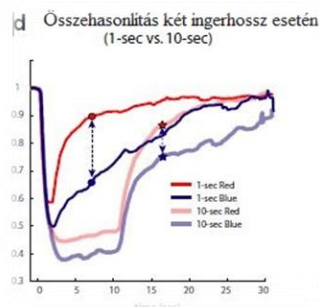 d Összehasonlítás két ingerhossz esetén
(1-sec vs. 10-sec)
1
0.9
0.8
0.7
0.6
0.5
0.4
0.3
1-sec Red
1-sec Blue
10-sec Red
10-sec Blue
0 5 10 15 20 25 30